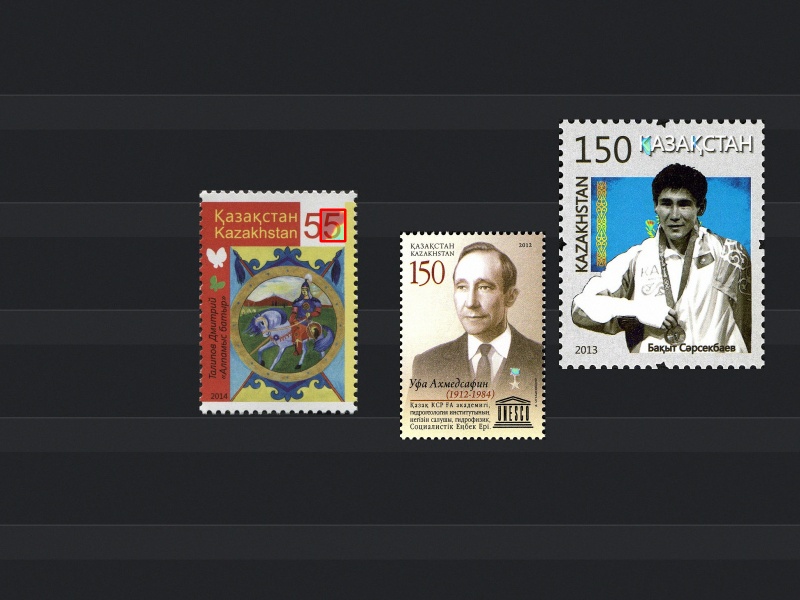 Қазақстан
Kazakhstan
55
Талипов Дмитрий
«Алпамыс батыр»
2014
ҚАЗАҚСТАН
KAZAKHSTAN
2012
150
Уфа Ахмедсафин
(1912-1984)
Қазақ КСР ҒА академигі,
гидрогеология институтының
негізін салушы, гидрофизик,
Социалистік Еңбек Ері.
UNESCO
150
ҚАЗАҚСТАН
KAZAKHSTAN
2013
Бақыт Сәрсекбаев